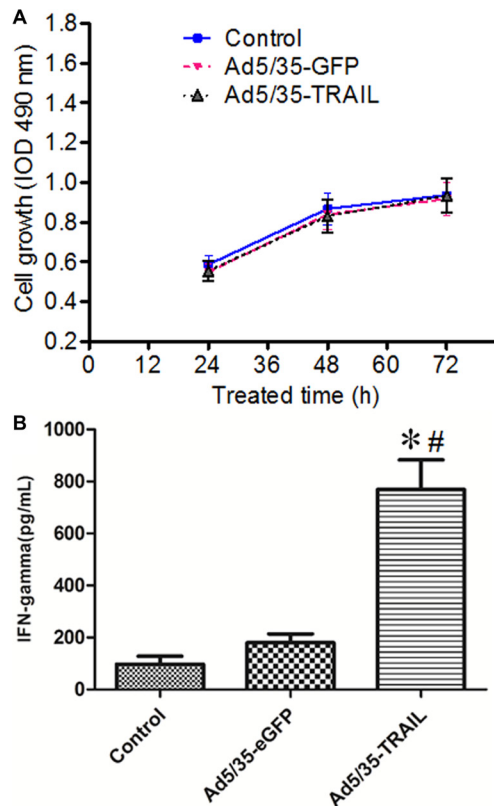 A
Control
Ad5/35-GFP
Ad5/35-TRAIL
Cell growth (IOD 490 nm)
1.8
1.6
1.4
1.2
1.0
0.8
0.6
0.4
0.2
0 12 24 36 48 60 72
Treated time (h)
B
IFN-gamma(pg/mL)
1000
800
600
400
200
0
* #
Control
Ad5/35-eGFP
Ad5/35-TRAIL